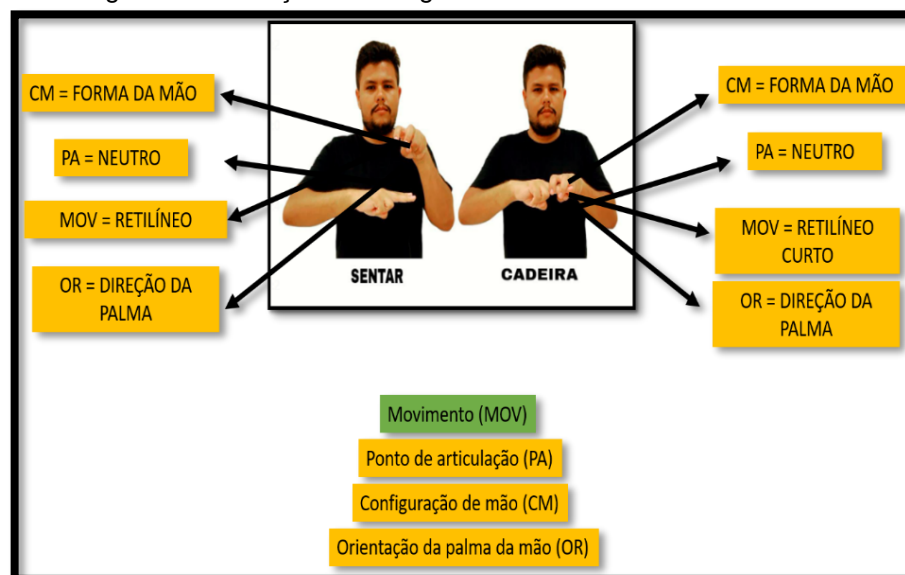 CM = FORMA DA MÃO
PA = NEUTRO
MOV = RETILÍNEO
OR = DIREÇÃO DA
PALMA
SENTAR
CADEIRA
CM = FORMA DA MÃO
PA = NEUTRO
MOV = RETILÍNEO
CURTO
OR = DIREÇÃO DA
PALMA
Movimento (MOV)
Ponto de articulação (PA)
Configuração de mão (CM)
Orientação da palma da mão (OR)